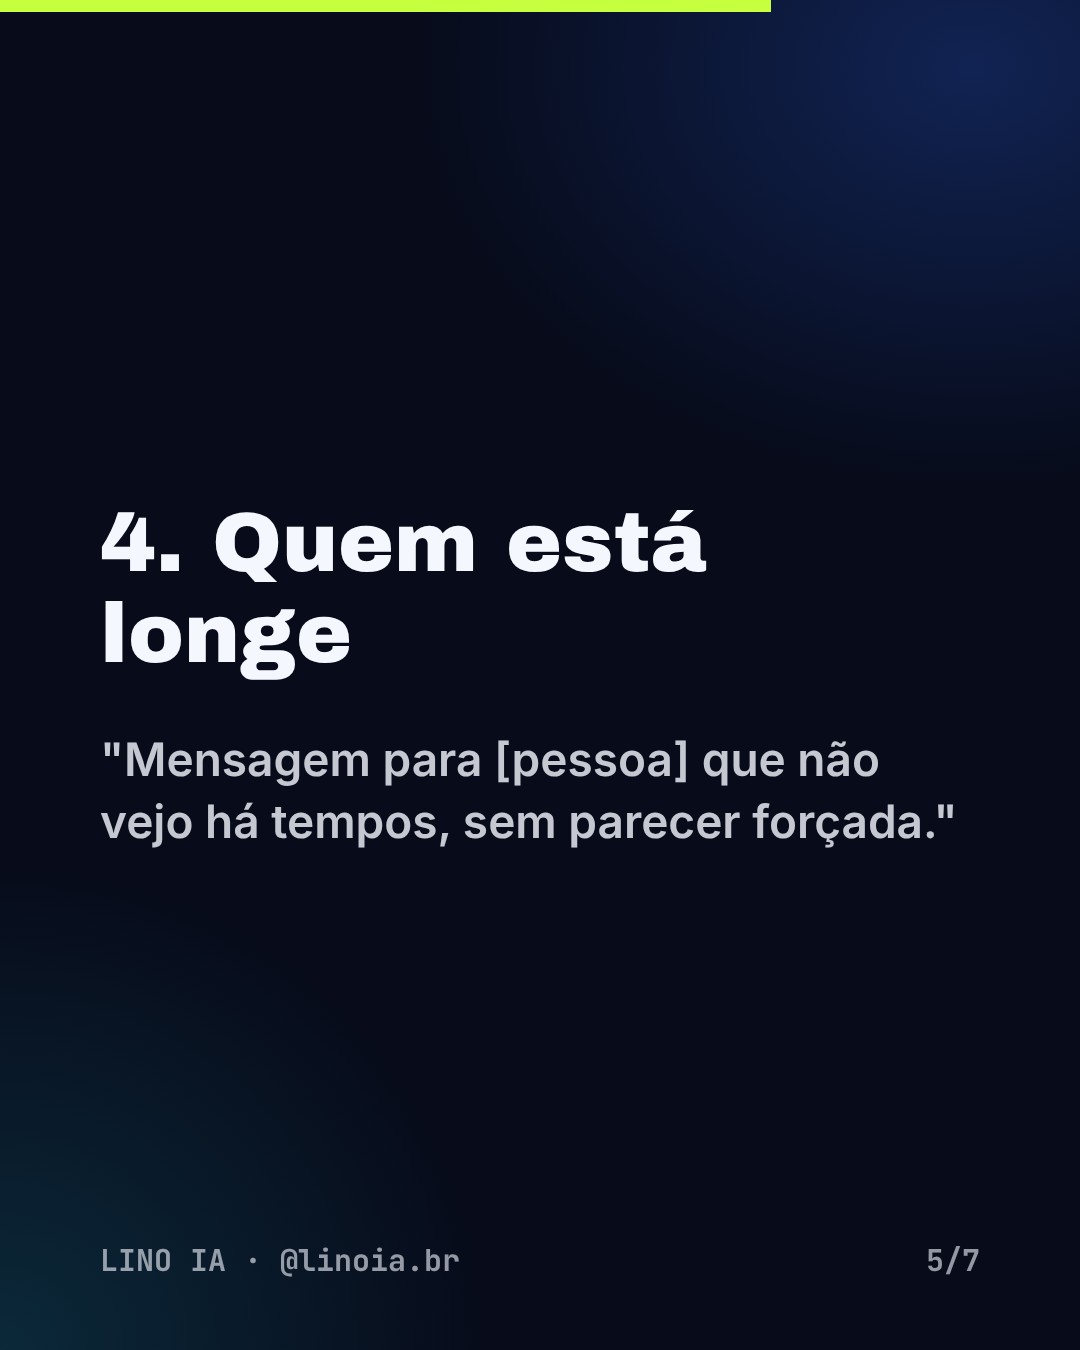 4. Quem está
longe
"Mensagem para [pessoa] que não
vejo há tempos, sem parecer forçada."
LINO IA · @linoia.br
5/7